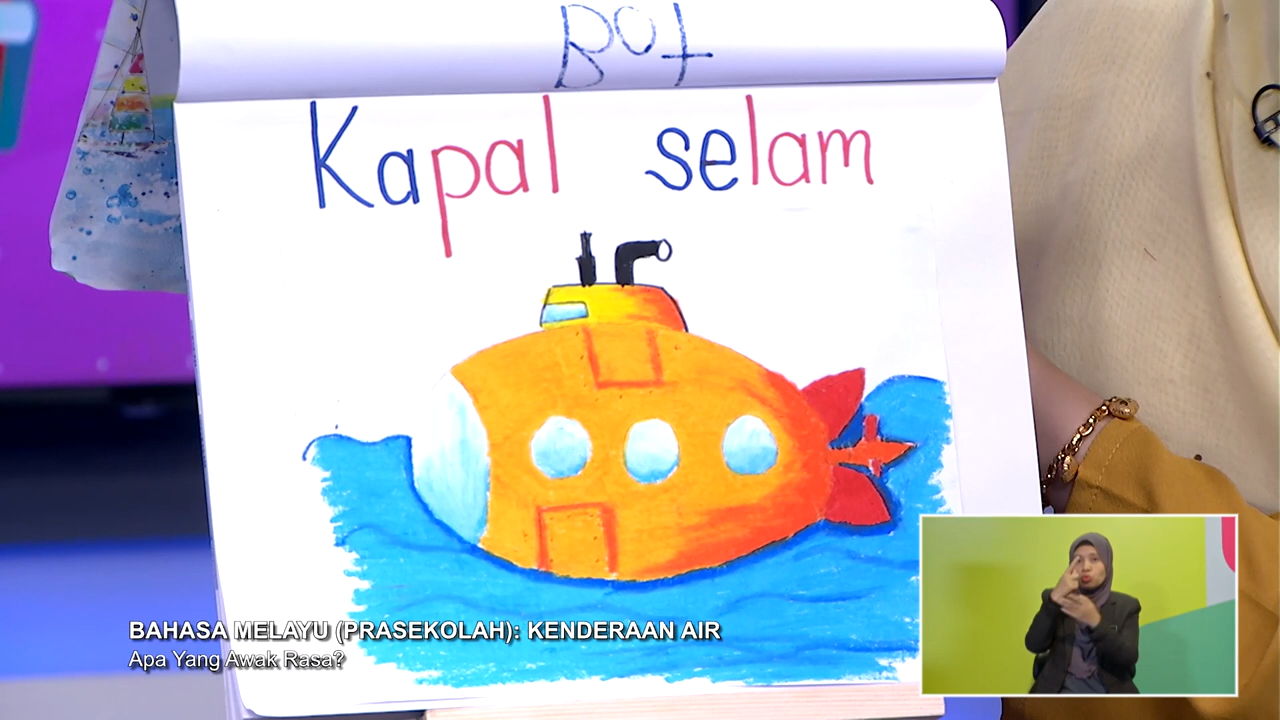 Bot
Kapal selam
BAHASA MELAYU (PRASEKOLAH): KENDERAAN AIR
Apa Yang Awak Rasa?